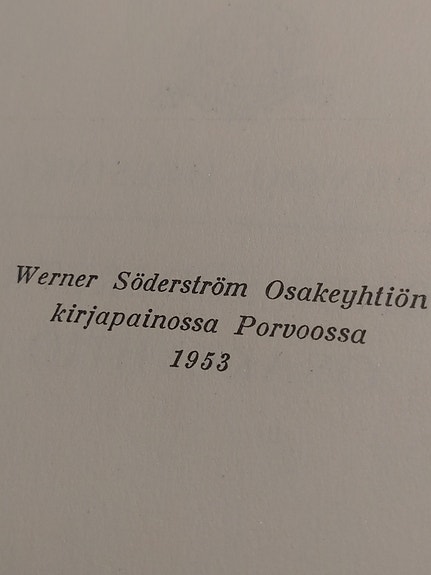 Werner Söderström Osakeyhtiön
kirjapainossa Porvoossa
1953